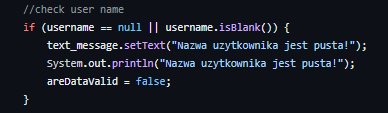 //check user name
if (username == null || username.isBlank()) {
text_message.setText("Nazwa uzytkownika jest pusta!");
System.out.println("Nazwa uzytkownika jest pusta!");
areDataValid = false;
}